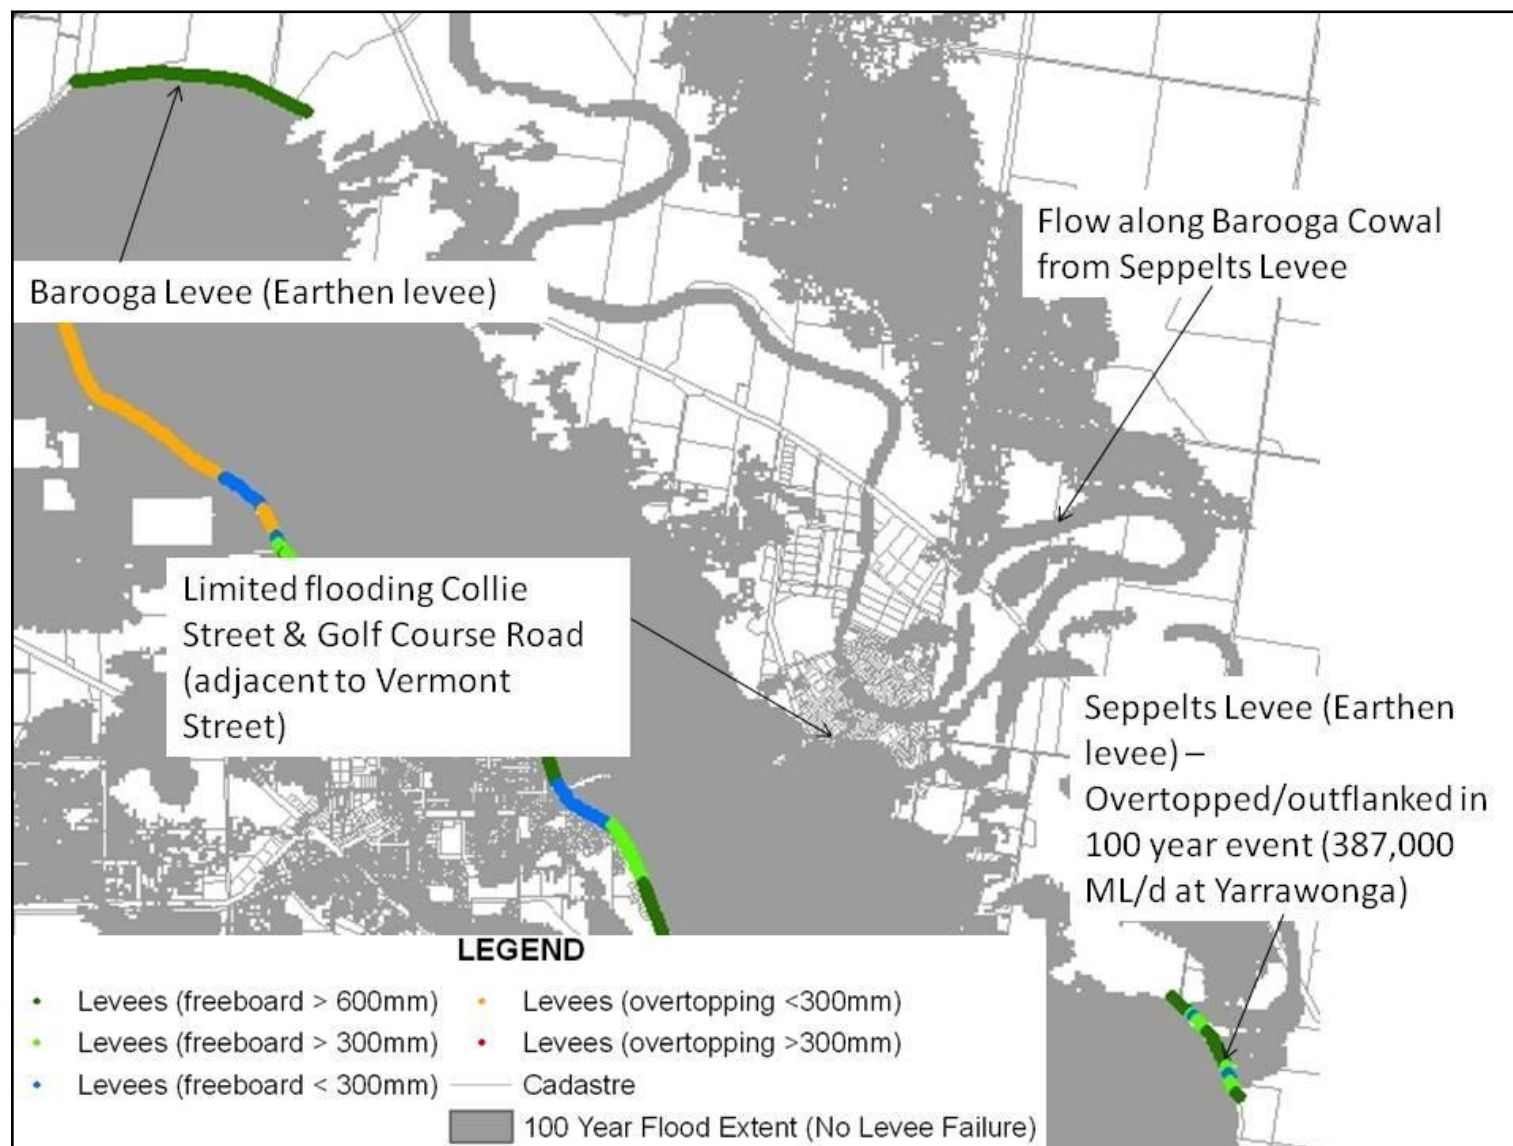 Flow along Barooga Cowal
from Seppelts Levee
Barooga Levee (Earthen levee)
Limited flooding Collie
Street & Golf Course Road
(adjacent to Vermont
Street)
Seppelts Levee (Earthen
levee) –
Overtopped/outflanked in
100 year event (387,000
ML/d at Yarrawonga)
LEGEND
Levees (freeboard > 600mm)
Levees (freeboard > 300mm)
Levees (freeboard < 300mm)
Levees (overtopping <300mm)
Levees (overtopping >300mm)
Cadastre
100 Year Flood Extent (No Levee Failure)